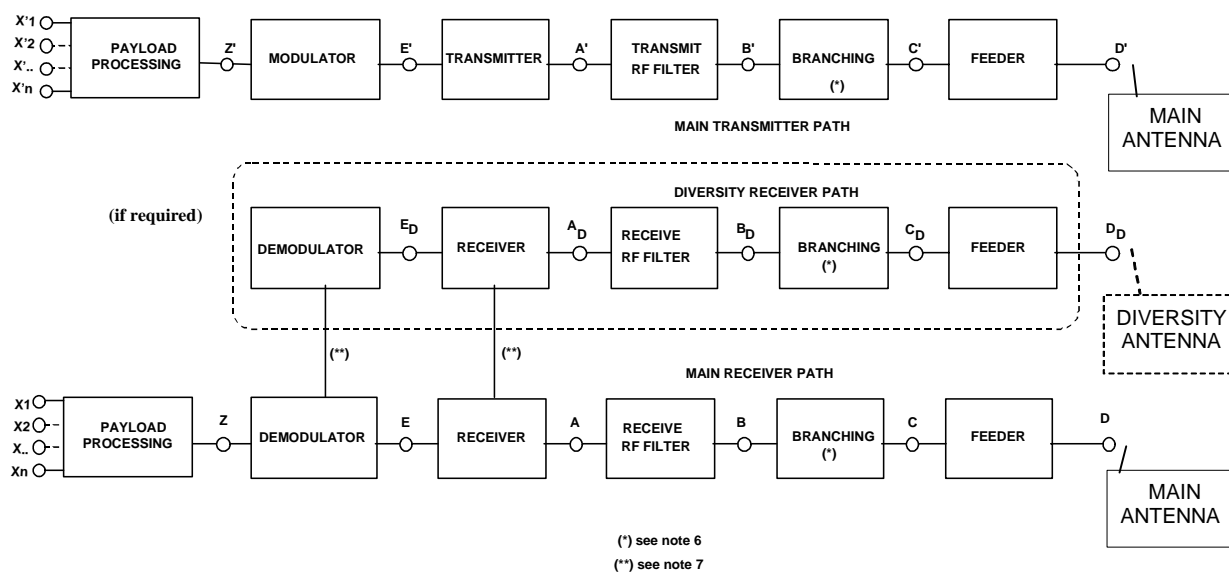 X'1
X'2
X'..
X'n
PAYLOAD
PROCESSING
Z'
MODULATOR
E'
TRANSMITTER
A'
TRANSMIT
RF FILTER
B'
BRANCHING
(*)
C'
FEEDER
D'
MAIN
ANTENNA
MAIN TRANSMITTER PATH
(if required)
DIVERSITY RECEIVER PATH
DEMODULATOR
ED
RECEIVER
AD
RECEIVE
RF FILTER
BD
BRANCHING
(*)
CD
FEEDER
DD
DIVERSITY
ANTENNA
(**)
(**)
MAIN RECEIVER PATH
X1
X2
X..
Xn
PAYLOAD
PROCESSING
Z
DEMODULATOR
E
RECEIVER
A
RECEIVE
RF FILTER
B
BRANCHING
(*)
C
FEEDER
D
MAIN
ANTENNA
(*) see note 6
(**) see note 7